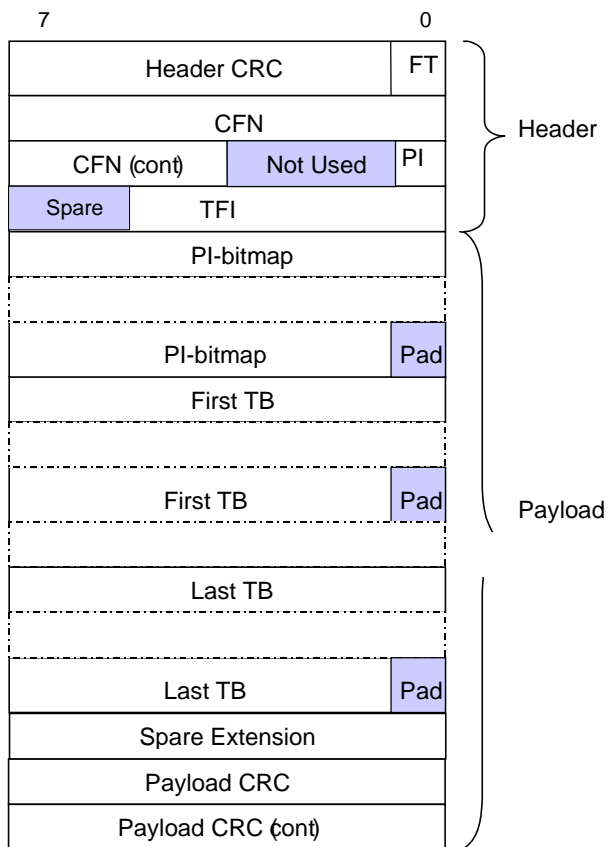 7 0
Header CRC FT
CFN
Header
CFN (cont) Not Used PI
Spare TFI
PI-bitmap
PI-bitmap Pad
First TB
First TB Pad
Payload
Last TB
Last TB Pad
Spare Extension
Payload CRC
Payload CRC (cont)